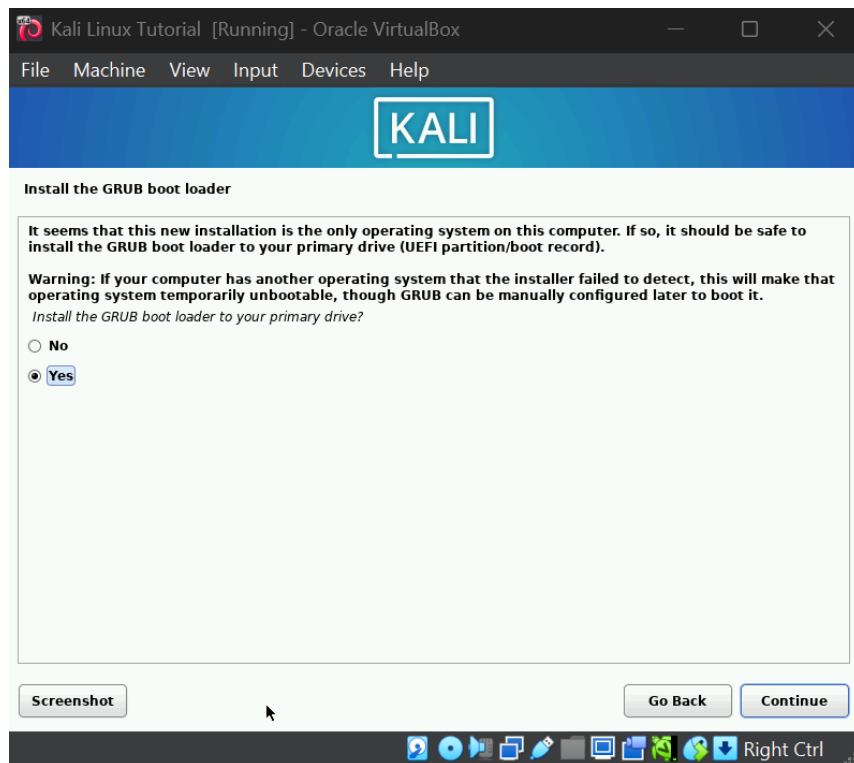 Kali Linux Tutorial [Running] - Oracle VirtualBox
File Machine View Input Devices Help
KALI
Install the GRUB boot loader
It seems that this new installation is the only operating system on this computer. If so, it should be safe to
install the GRUB boot loader to your primary drive (UEFI partition/boot record).
Warning: If your computer has another operating system that the installer failed to detect, this will make that
operating system temporarily unbootable, though GRUB can be manually configured later to boot it.
Install the GRUB boot loader to your primary drive?
No
Yes
Screenshot Go Back Continue
Right Ctrl